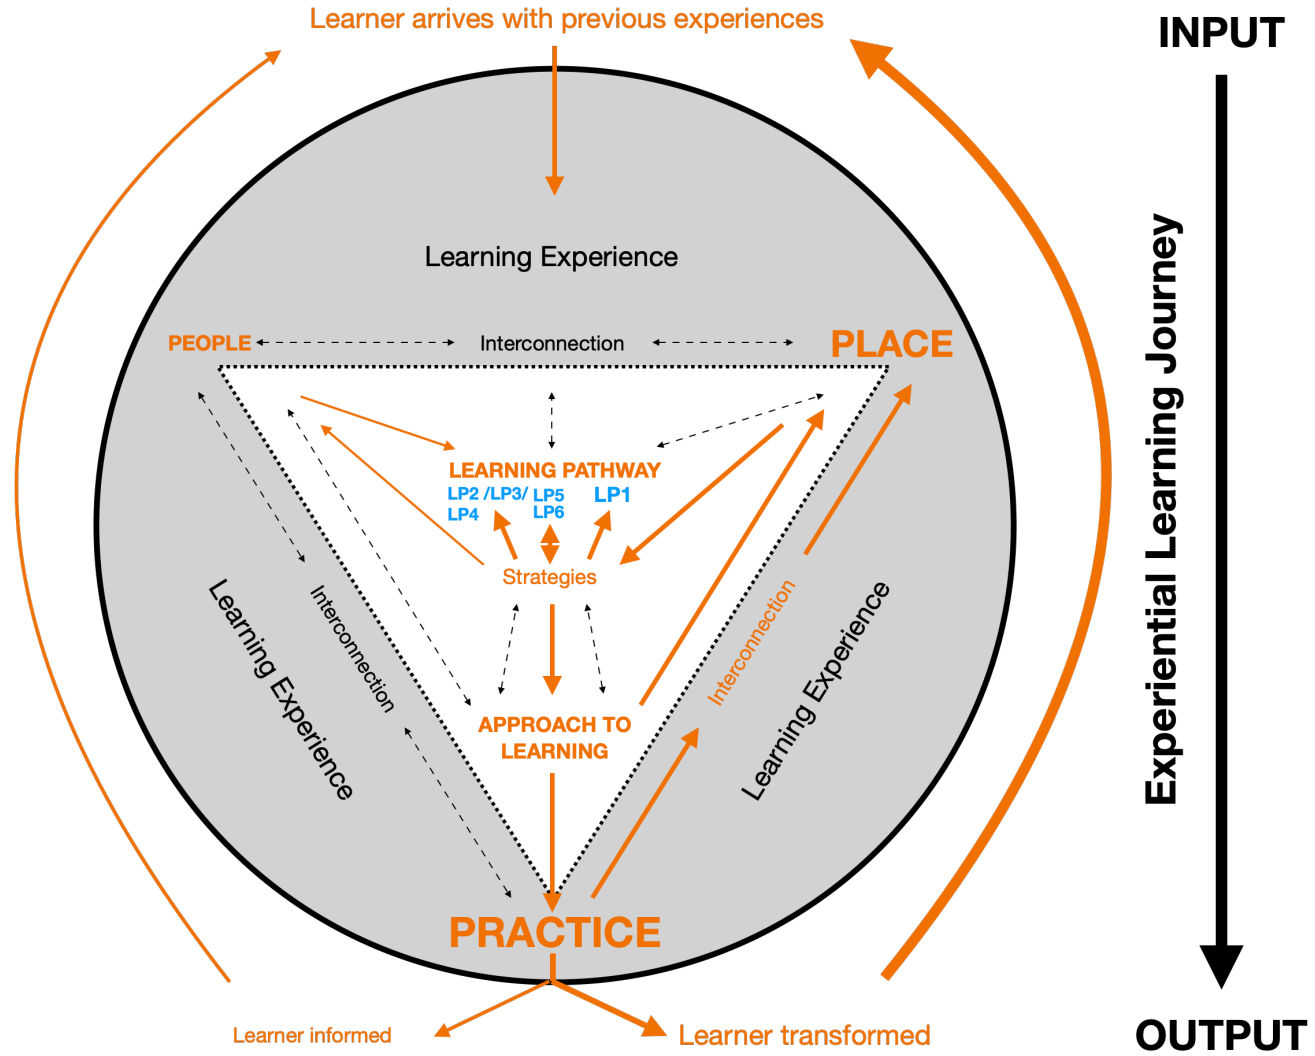 Learner arrives with previous experiences
INPUT
Learning Experience
PEOPLE
Interconnection
PLACE
LEARNING PATHWAY
LP2 /LP3/
LP4
LP5
LP6
LP1
Strategies
Interconnection
Learning Experience
Interconnection
Learning Experience
Experiential Learning Journey
APPROACH TO
LEARNING
PRACTICE
Learner informed
Learner transformed
OUTPUT